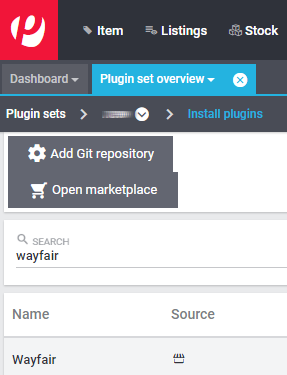 Item Listings Stock
Dashboard Plugin set overview
Plugin sets Install plugins
Add Git repository
Open marketplace
SEARCH
wayfair
Name Source
Wayfair